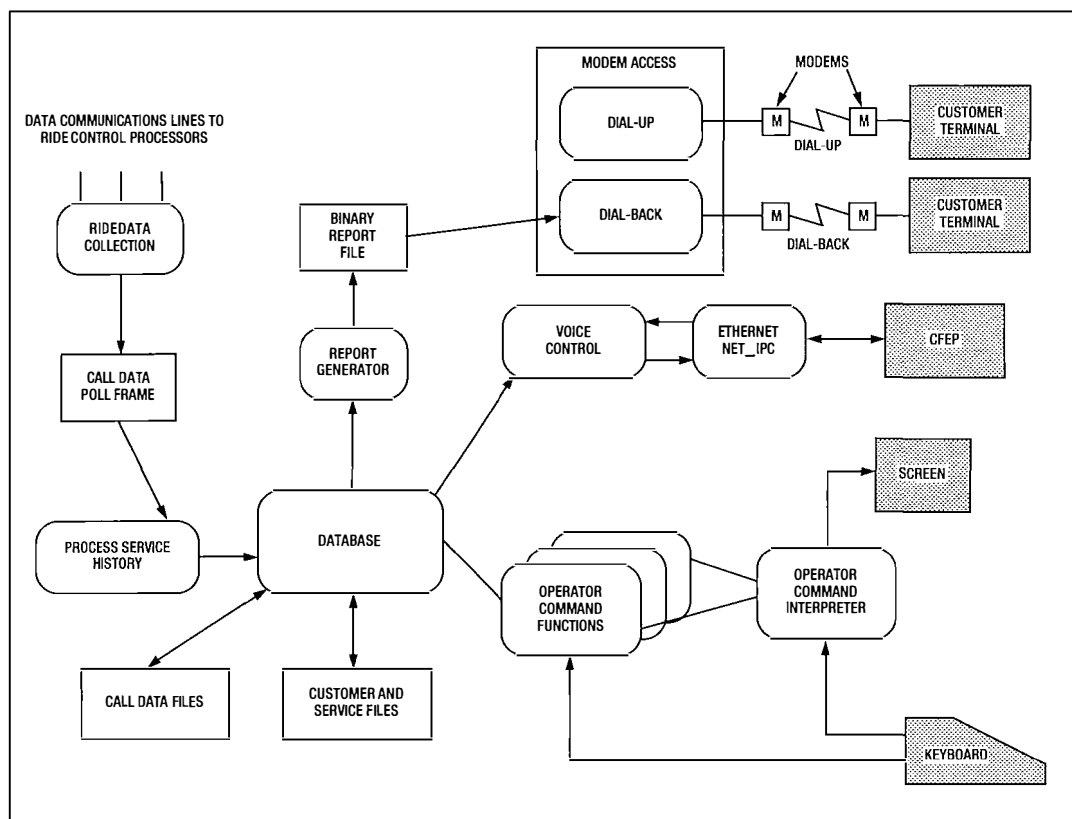 DATA COMMUNICATIONS LINES TO
RIDE CONTROL PROCESSORS
RIDEDATA
COLLECTION
CALL DATA
POLL FRAME
PROCESS SERVICE
HISTORY
BINARY
REPORT
FILE
REPORT
GENERATOR
DATABASE
CALL DATA FILES
CUSTOMER AND
SERVICE FILES
MODEM ACCESS
DIAL-UP
DIAL-BACK
MODEMS
M
M
DIAL-UP
CUSTOMER
TERMINAL
M
M
DIAL-BACK
CUSTOMER
TERMINAL
VOICE
CONTROL
ETHERNET
NET_IPC
CFEP
SCREEN
OPERATOR
COMMAND
FUNCTIONS
OPERATOR
COMMAND
INTERPRETER
KEYBOARD